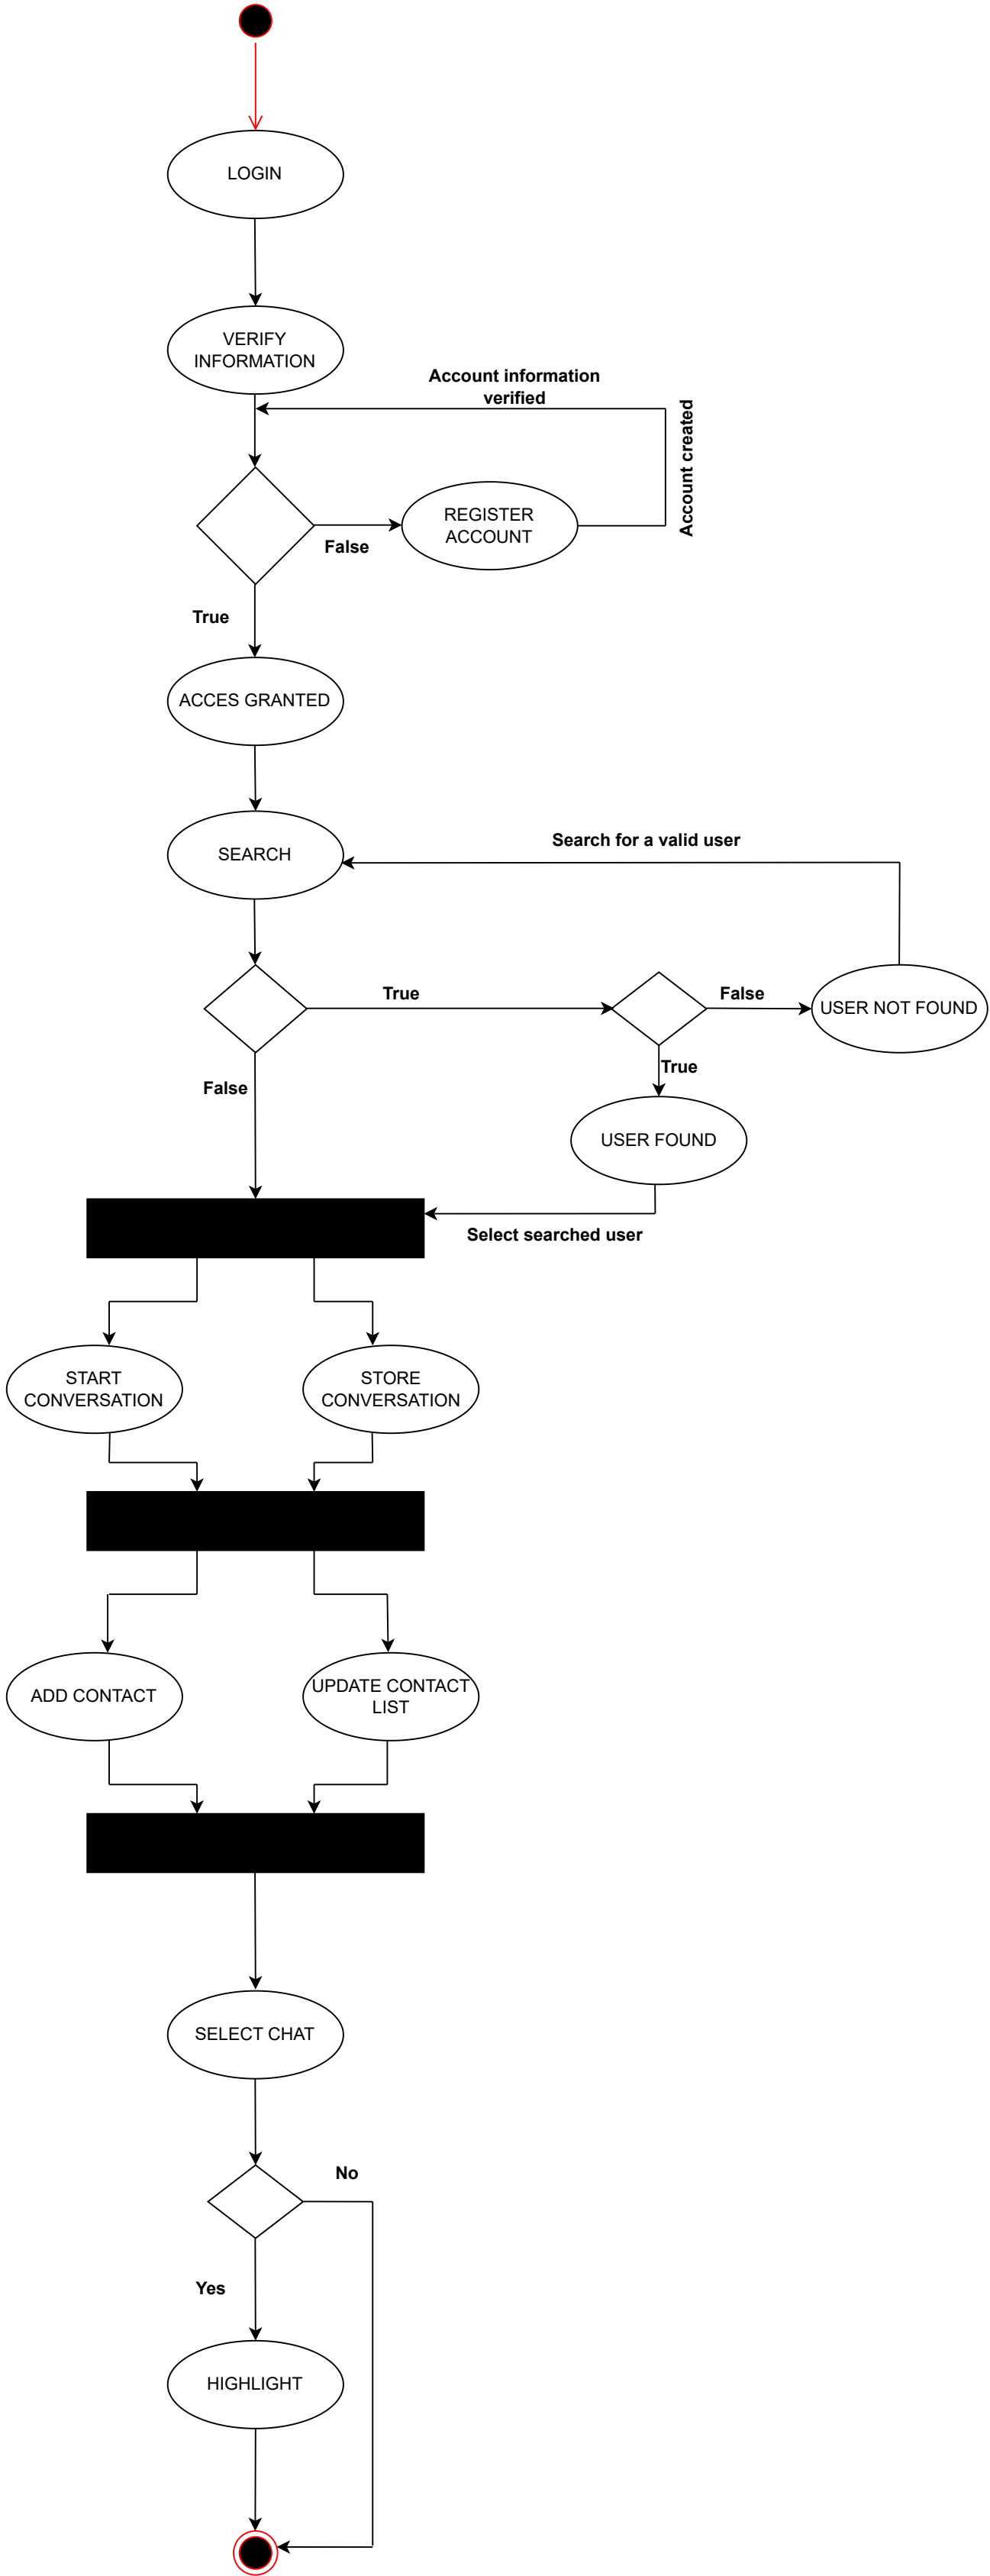 LOGIN
VERIFY
INFORMATION
Account information
verified
Account created
REGISTER
ACCOUNT
False
True
ACCES GRANTED
SEARCH
Search for a valid user
True
False
USER NOT FOUND
True
False
USER FOUND
Select searched user
START
CONVERSATION
STORE
CONVERSATION
ADD CONTACT
UPDATE CONTACT
LIST
SELECT CHAT
No
Yes
HIGHLIGHT